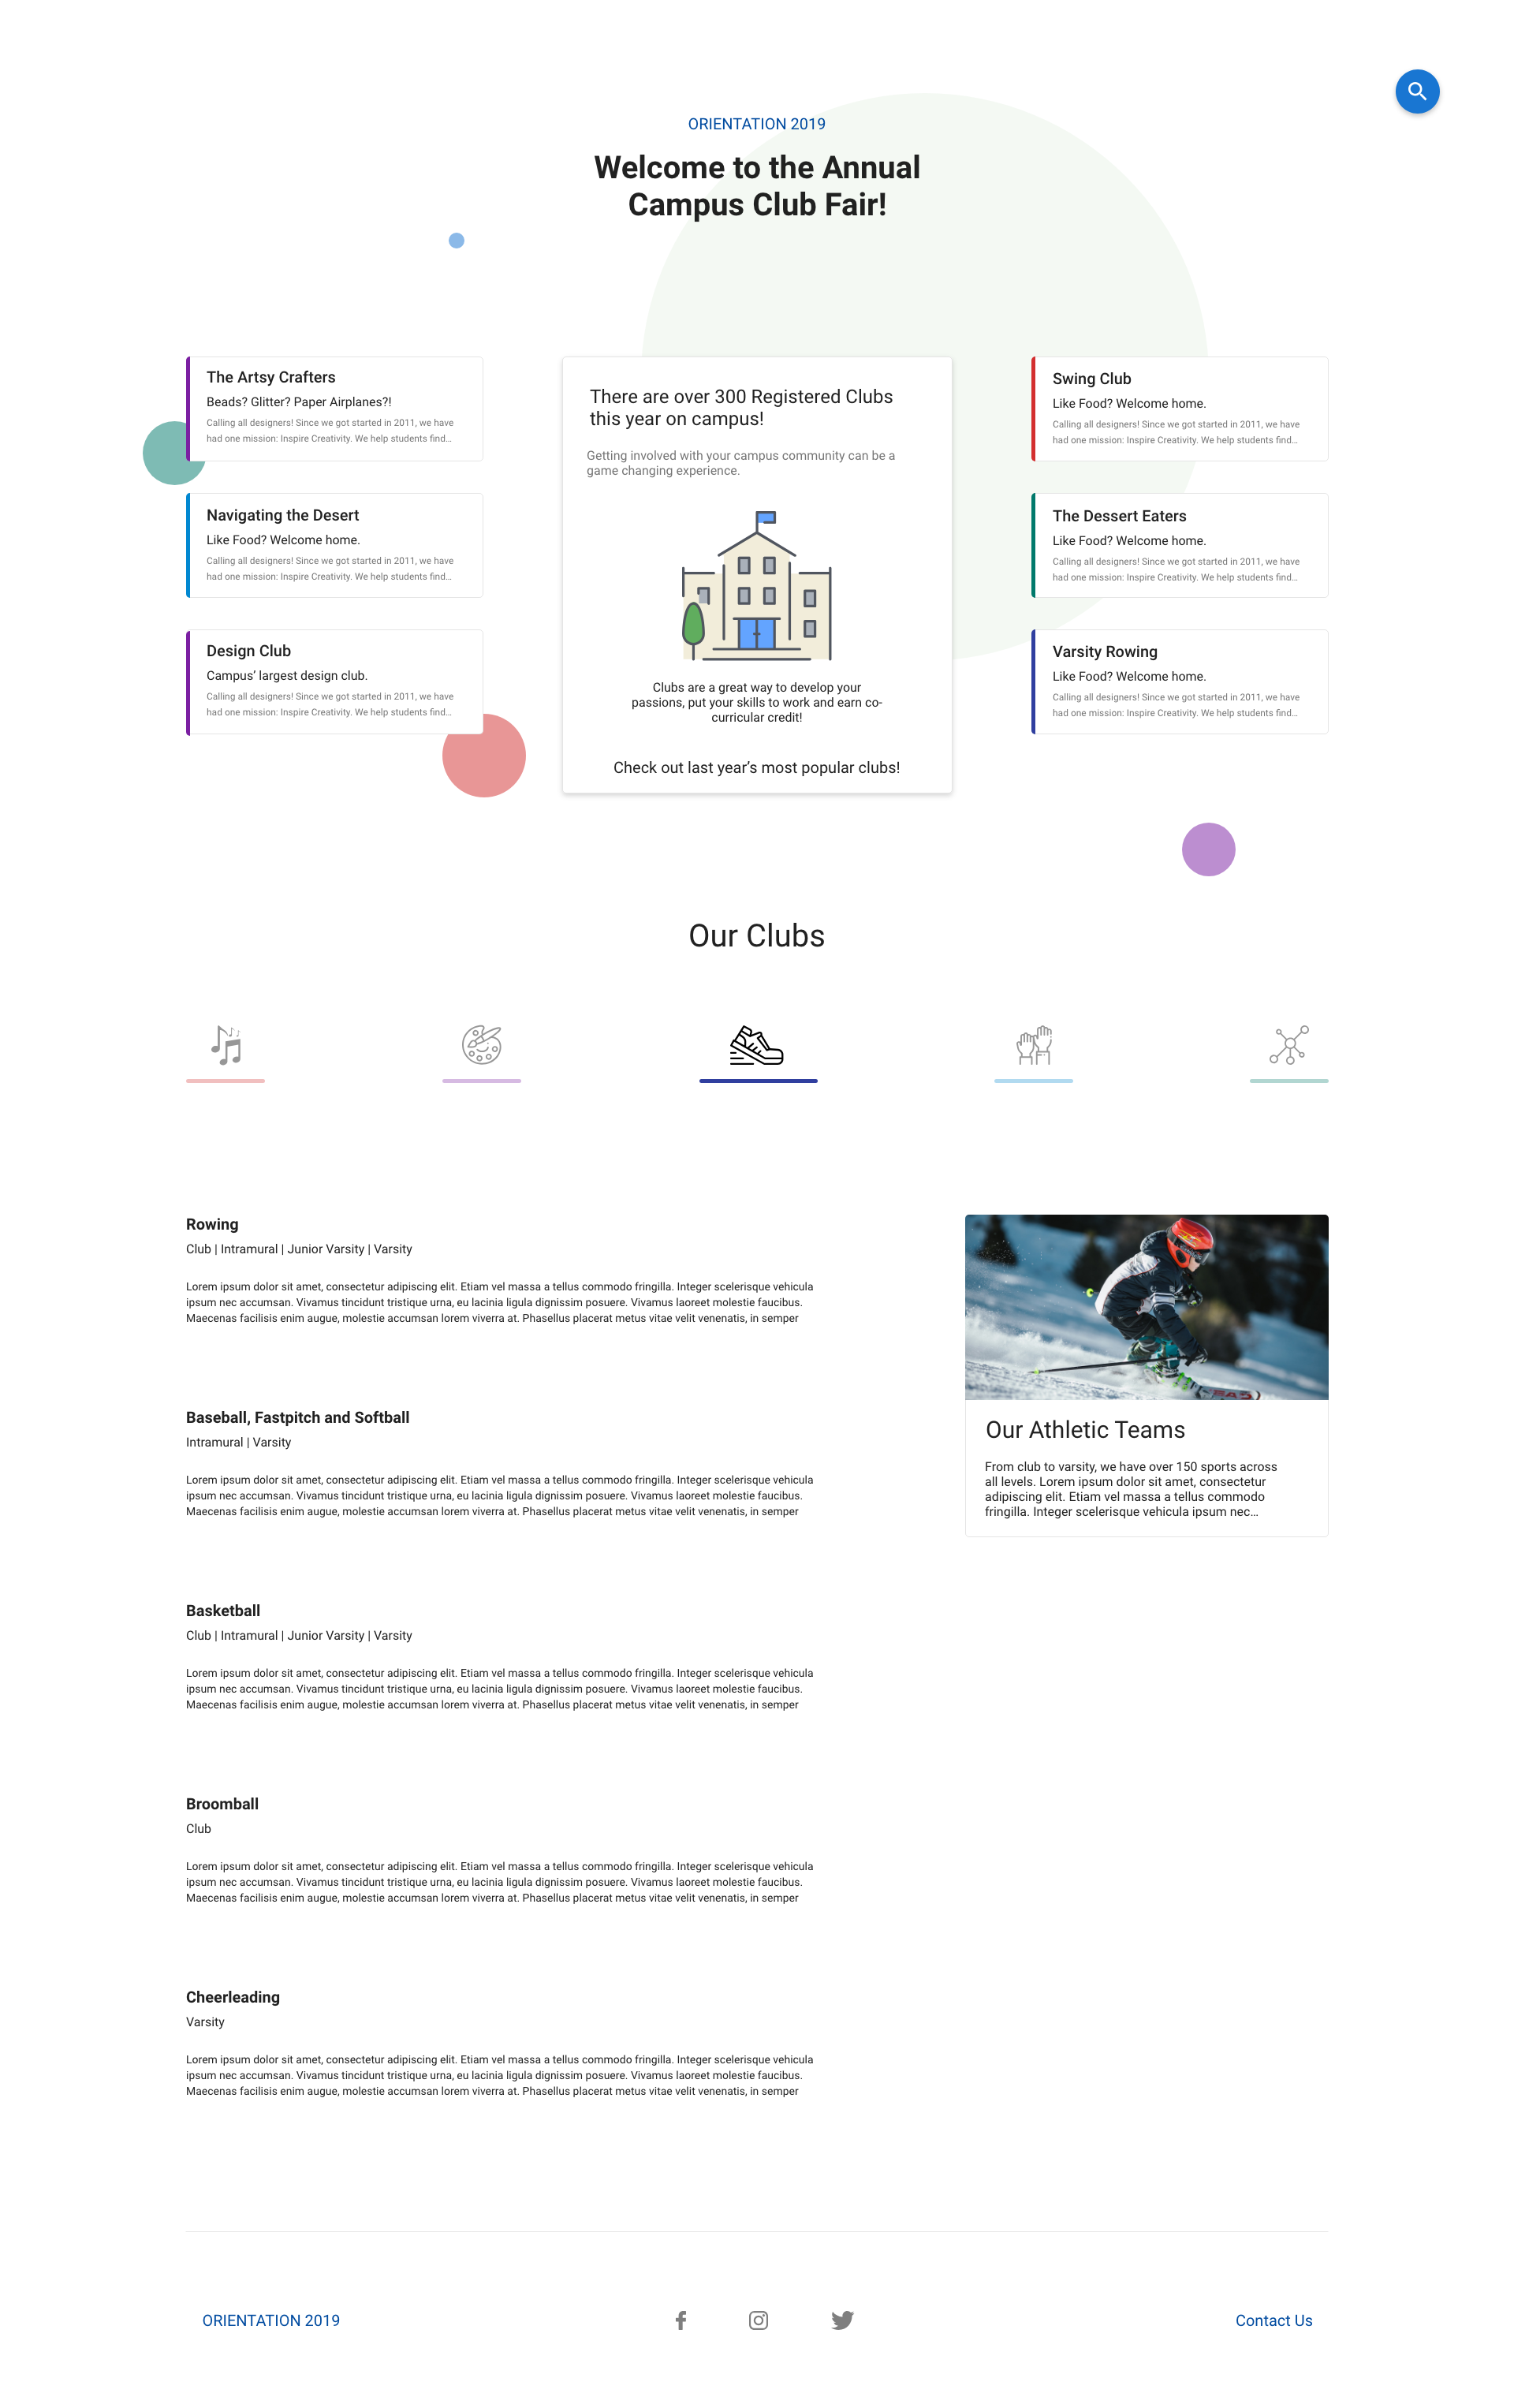 ORIENTATION 2019
Welcome to the Annual
Campus Club Fair!
The Artsy Crafters
Beads? Glitter? Paper Airplanes?!
Calling all designers! Since we got started in 2011, we have
had one mission: Inspire Creativity. We help students find...
Navigating the Desert
Like Food? Welcome home.
Calling all designers! Since we got started in 2011, we have
had one mission: Inspire Creativity. We help students find...
Design Club
Campus’ largest design club.
Calling all designers! Since we got started in 2011, we have
had one mission: Inspire Creativity. We help students find...
There are over 300 Registered Clubs
this year on campus!
Getting involved with your campus community can be a
game changing experience.
Clubs are a great way to develop your
passions, put your skills to work and earn co-
curricular credit!
Check out last year’s most popular clubs!
Swing Club
Like Food? Welcome home.
Calling all designers! Since we got started in 2011, we have
had one mission: Inspire Creativity. We help students find...
The Dessert Eaters
Like Food? Welcome home.
Calling all designers! Since we got started in 2011, we have
had one mission: Inspire Creativity. We help students find...
Varsity Rowing
Like Food? Welcome home.
Calling all designers! Since we got started in 2011, we have
had one mission: Inspire Creativity. We help students find...
Our Clubs
Rowing
Club | Intramural | Junior Varsity | Varsity
Lorem ipsum dolor sit amet, consectetur adipiscing elit. Etiam vel massa a tellus commodo fringilla. Integer scelerisque vehicula
ipsum nec accumsan. Vivamus tincidunt tristique urna, eu lacinia ligula dignissim posuere. Vivamus laoreet molestie faucibus.
Maecenas facilisis enim augue, molestie accumsan lorem viverra at. Phasellus placerat metus vitae velit venenatis, in semper
Baseball, Fastpitch and Softball
Intramural | Varsity
Lorem ipsum dolor sit amet, consectetur adipiscing elit. Etiam vel massa a tellus commodo fringilla. Integer scelerisque vehicula
ipsum nec accumsan. Vivamus tincidunt tristique urna, eu lacinia ligula dignissim posuere. Vivamus laoreet molestie faucibus.
Maecenas facilisis enim augue, molestie accumsan lorem viverra at. Phasellus placerat metus vitae velit venenatis, in semper
Basketball
Club | Intramural | Junior Varsity | Varsity
Lorem ipsum dolor sit amet, consectetur adipiscing elit. Etiam vel massa a tellus commodo fringilla. Integer scelerisque vehicula
ipsum nec accumsan. Vivamus tincidunt tristique urna, eu lacinia ligula dignissim posuere. Vivamus laoreet molestie faucibus.
Maecenas facilisis enim augue, molestie accumsan lorem viverra at. Phasellus placerat metus vitae velit venenatis, in semper
Broomball
Club
Lorem ipsum dolor sit amet, consectetur adipiscing elit. Etiam vel massa a tellus commodo fringilla. Integer scelerisque vehicula
ipsum nec accumsan. Vivamus tincidunt tristique urna, eu lacinia ligula dignissim posuere. Vivamus laoreet molestie faucibus.
Maecenas facilisis enim augue, molestie accumsan lorem viverra at. Phasellus placerat metus vitae velit venenatis, in semper
Cheerleading
Varsity
Lorem ipsum dolor sit amet, consectetur adipiscing elit. Etiam vel massa a tellus commodo fringilla. Integer scelerisque vehicula
ipsum nec accumsan. Vivamus tincidunt tristique urna, eu lacinia ligula dignissim posuere. Vivamus laoreet molestie faucibus.
Maecenas facilisis enim augue, molestie accumsan lorem viverra at. Phasellus placerat metus vitae velit venenatis, in semper
Our Athletic Teams
From club to varsity, we have over 150 sports across
all levels. Lorem ipsum dolor sit amet, consectetur
adipiscing elit. Etiam vel massa a tellus commodo
fringilla. Integer scelerisque vehicula ipsum nec...
ORIENTATION 2019
Contact Us